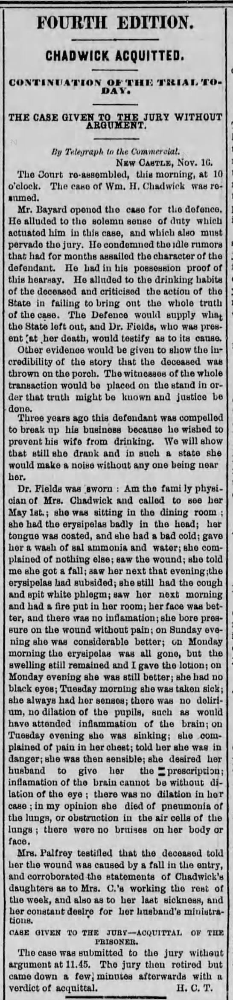 FOURTH EDITION.
CHADWICK ACQUITTED.
CONTINUATION OF THE TRIAL TO-
DAY.
THE CASE GIVEN TO THE JURY WITHOUT
ARGUMENT.
By Telegraph to the Commercial.
NEW CASTLE, Nov. 16.
The Court re-assembled, this morning, at 10
o'clock. The case of Wm. H. Chadwick was re-
sumed.
Mr. Bayard opened the case for the defence.
He alluded to the solemn sense of duty which
actuated him in this case, and which also must
pervade the jury. He condemned the idle rumors
that had for months assailed the character of the
defendant. He had in his possession proof of
this hearsay. He alluded to the drinking habits
of the deceased and criticised the action of the
State in failing to bring out the whole truth
of the case. The Defence would supply what
the State left out, and Dr. Fields, who was pres-
ent at her death, would testify as to its cause.
Other evidence would be given to show the in-
credibility of the story that the deceased was
thrown on the porch. The witnesses of the whole
transaction would be placed on the stand in or-
der that truth might be known and justice be
done.
Three years ago this defendant was compelled
to break up his business because he wished to
prevent his wife from drinking. We will show
that still she drank and in such a state she
would make a noise without any one being near
her.
Dr. Fields was sworn : Am the fami ly physi-
cian of Mrs. Chadwick and called to see her
May 1st.; she was sitting in the dining room ;
she had the erysipelas badly in the head; her
tongue was coated, and she had a bad cold; gave
her a wash of sal ammonia and water; she com-
plained of nothing else; saw the wound; she told
me she got a fall; saw her next that evening;the
erysipelas had subsided; she still had the cough
and spit white phlegm; saw her next morning
and had a fire put in her room; her face was bet-
ter, and there was no inflamation; she bore pres-
sure on the wound without pain; on Sunday eve-
ning she was considerable better; on Monday
morning the erysipelas was all gone, but the
swelling still remained and I gave the lotion; on
Monday evening she was still better; she had no
black eyes; Tuesday morning she was taken sick;
she always had her senses; there was no deliri-
um, no dilation of the pupils, such as would
have attended inflammation of the brain; on
Tuesday evening she was sinking; she com-
plained of pain in her chest; told her she was in
danger; she was then sensible; she desired her
husband to give her the prescription;
inflamation of the brain cannot be without di-
lation of the eye ; there was no dilation in her
case ; in my opinion she died of pneumonia of
the lungs, or obstruction in the air cells of the
lungs ; there were no bruises on her body or
face.
Mrs. Palfrey testified that the deceased told
her the wound was caused by a fall in the entry,
and corroborated the statements of Chadwick's
daughters as to Mrs. C.'s working the rest of
the week, and also as to her last sickness, and
her constant desire for her husband's ministra-
tions.
CASE GIVEN TO THE JURY—ACQUITTAL OF THE
PRISONER.
The case was submitted to the jury without
argument at 11.45. The jury then retired but
came down a few minutes afterwards with a
verdict of acquittal. H. C. T.